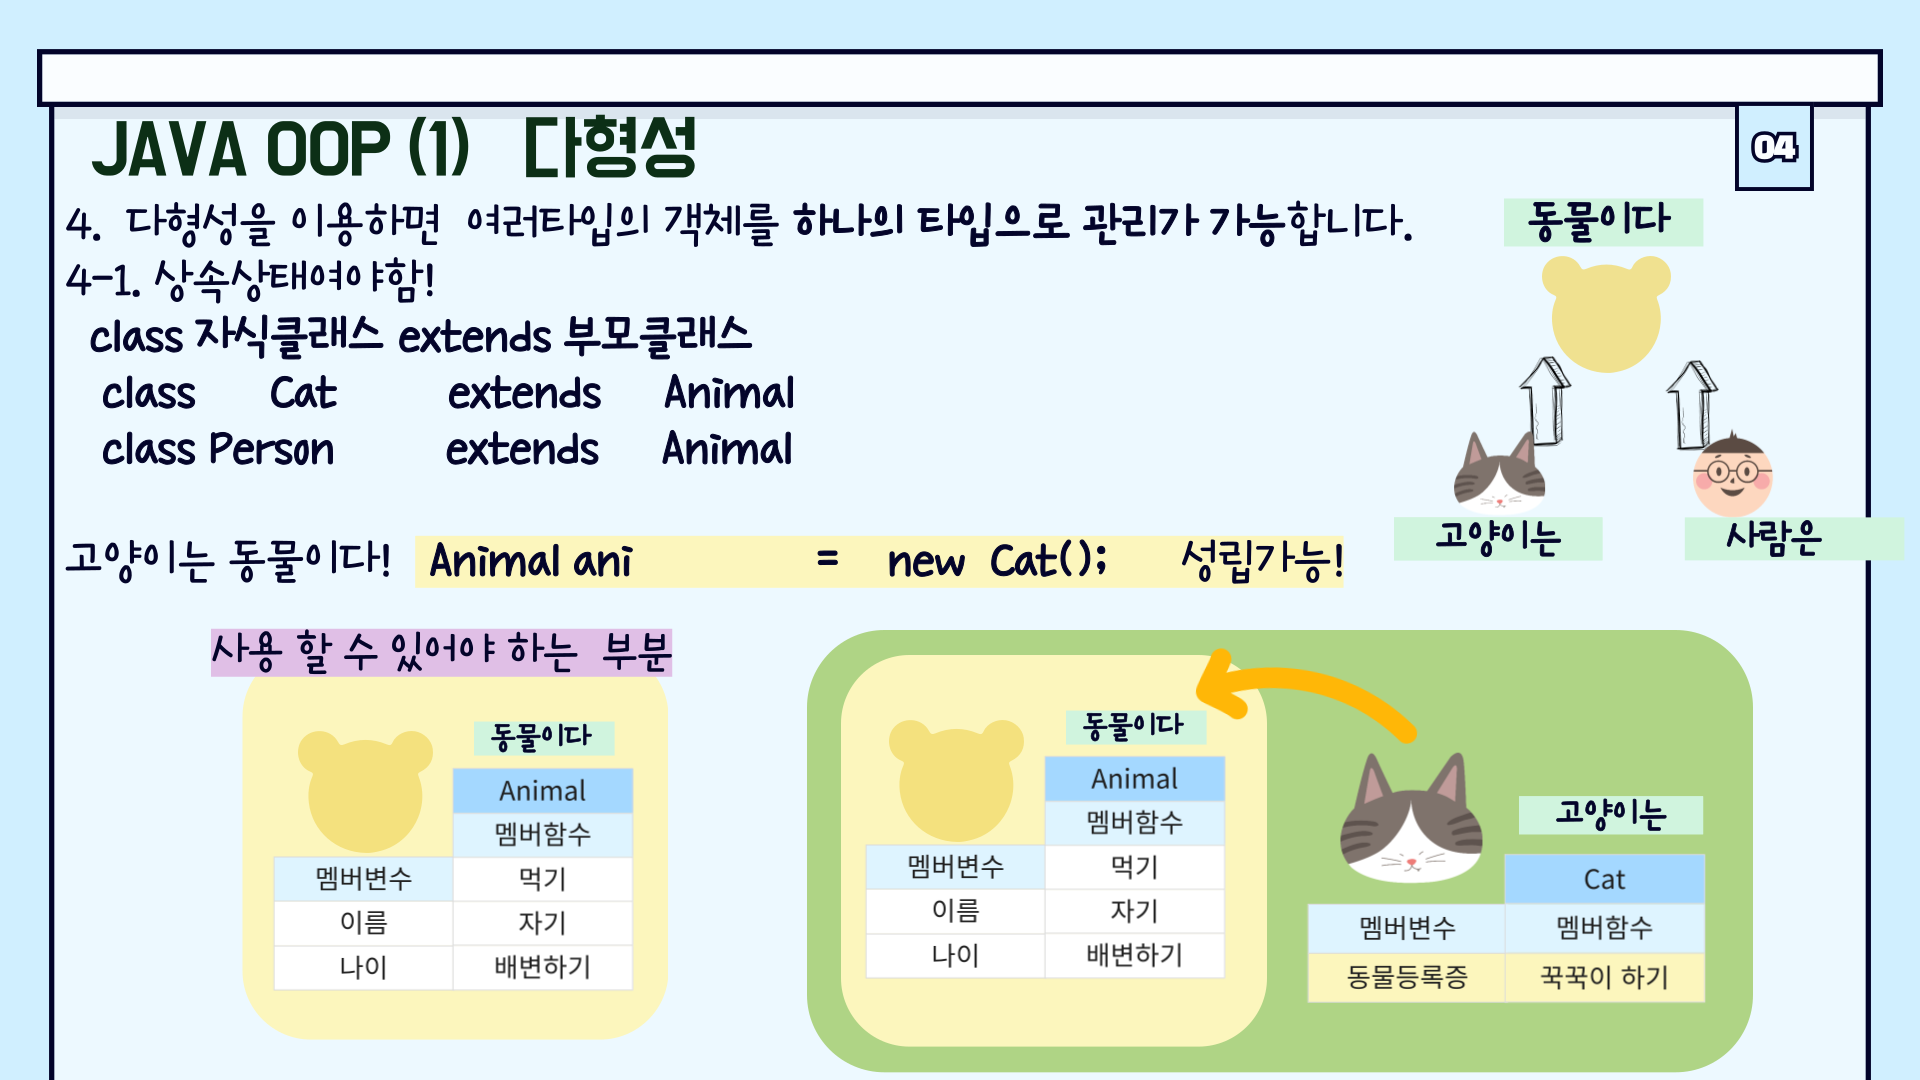 JAVA OOP (1) 다형성
04
4. 다형성을 이용하면 여러타입의 객체를 하나의 타입으로 관리가 가능합니다.
4-1. 상속상태여야함!
class 자식클래스 extends 부모클래스
class Cat extends Animal
class Person extends Animal
동물이다
고양이는
사람은
고양이는 동물이다! Animal ani = new Cat(); 성립가능!
사용 할 수 있어야 하는 부분
동물이다
Animal
멤버함수
멤버변수 먹기
이름 자기
나이 배변하기
동물이다
Animal
멤버함수
멤버변수 먹기
이름 자기
나이 배변하기
고양이는
Cat
멤버변수 멤버함수
동물등록증 꾹꾹이 하기